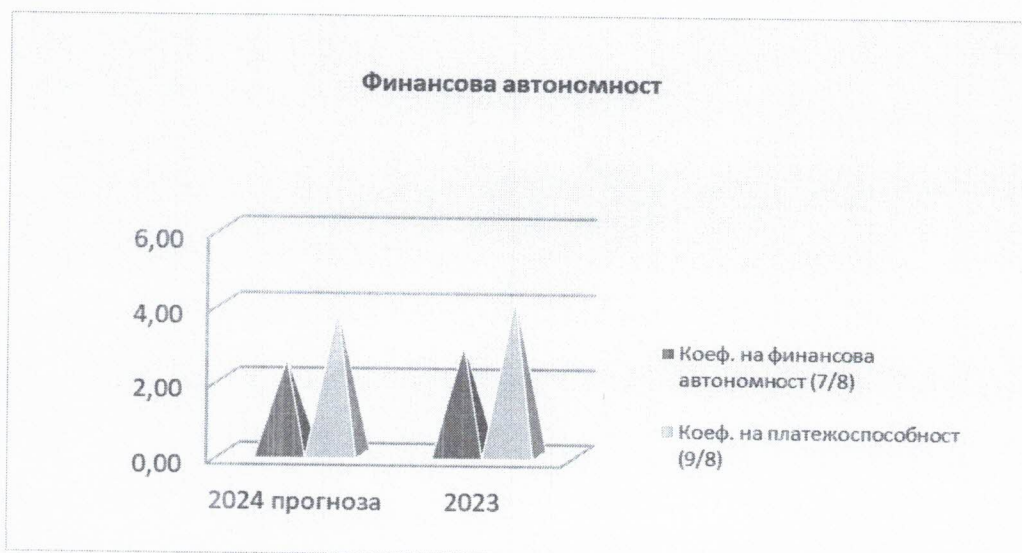 Финансова автономност
6,00
4,00
2,00
0,00
2024 прогноза
2023
Коеф. на финансова
автономност (7/8)
Коеф. на платежоспособност
(9/8)